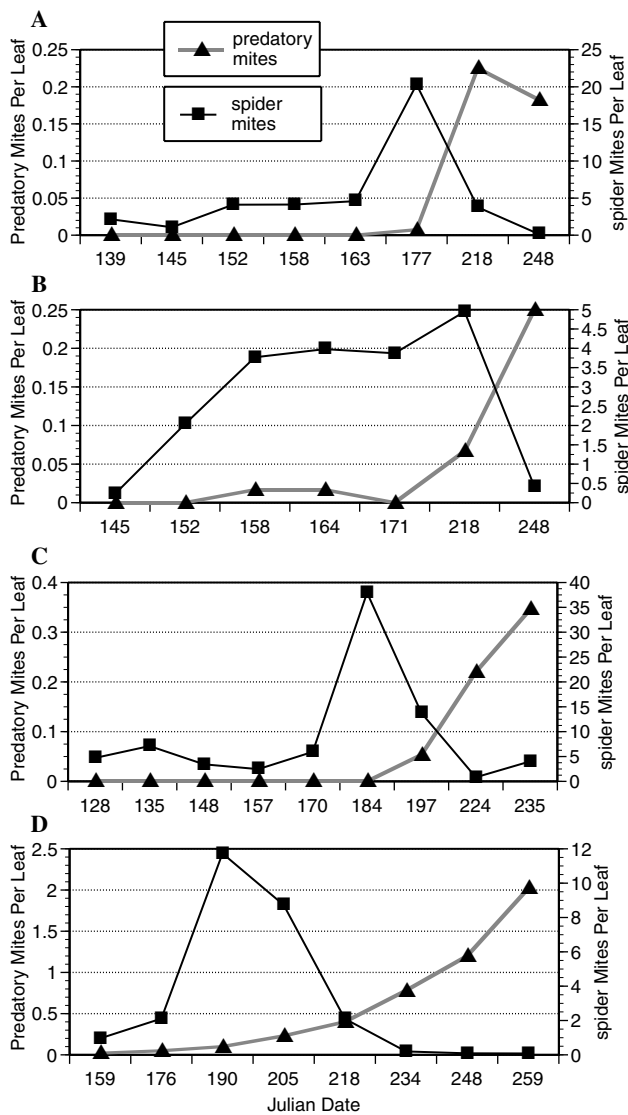 A
predatory
mites
spider
mites
Predatory Mites Per Leaf
0.25
0.2
0.15
0.1
0.05
0
25
20
15
10
5
0
spider Mites Per Leaf
139 145 152 158 163 177 218 248
B
Predatory Mites Per Leaf
0.25
0.2
0.15
0.1
0.05
0
5
4.5
4
3.5
3
2.5
2
1.5
1
0.5
0
spider Mites Per Leaf
145 152 158 164 171 218 248
C
Predatory Mites Per Leaf
0.4
0.3
0.2
0.1
0
40
35
30
25
20
15
10
5
0
spider Mites Per Leaf
128 135 148 157 170 184 197 224 235
D
Predatory Mites Per Leaf
2.5
2
1.5
1
0.5
0
12
10
8
6
4
2
0
spider Mites Per Leaf
159 176 190 205 218 234 248 259
Julian Date